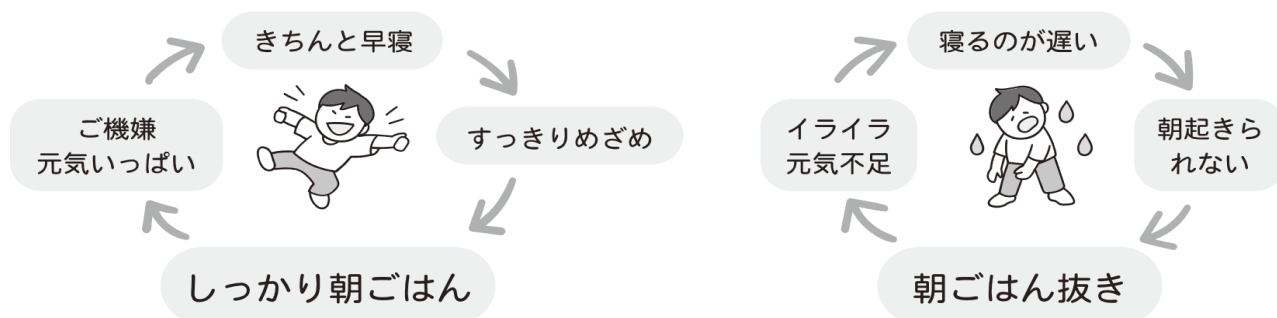 きちんと早寝
すっきりめざめ
しっかり朝ごはん
ご機嫌
元気いっぱい
寝るのが遅い
朝起きら
れない
朝ごはん抜き
イライラ
元気不足